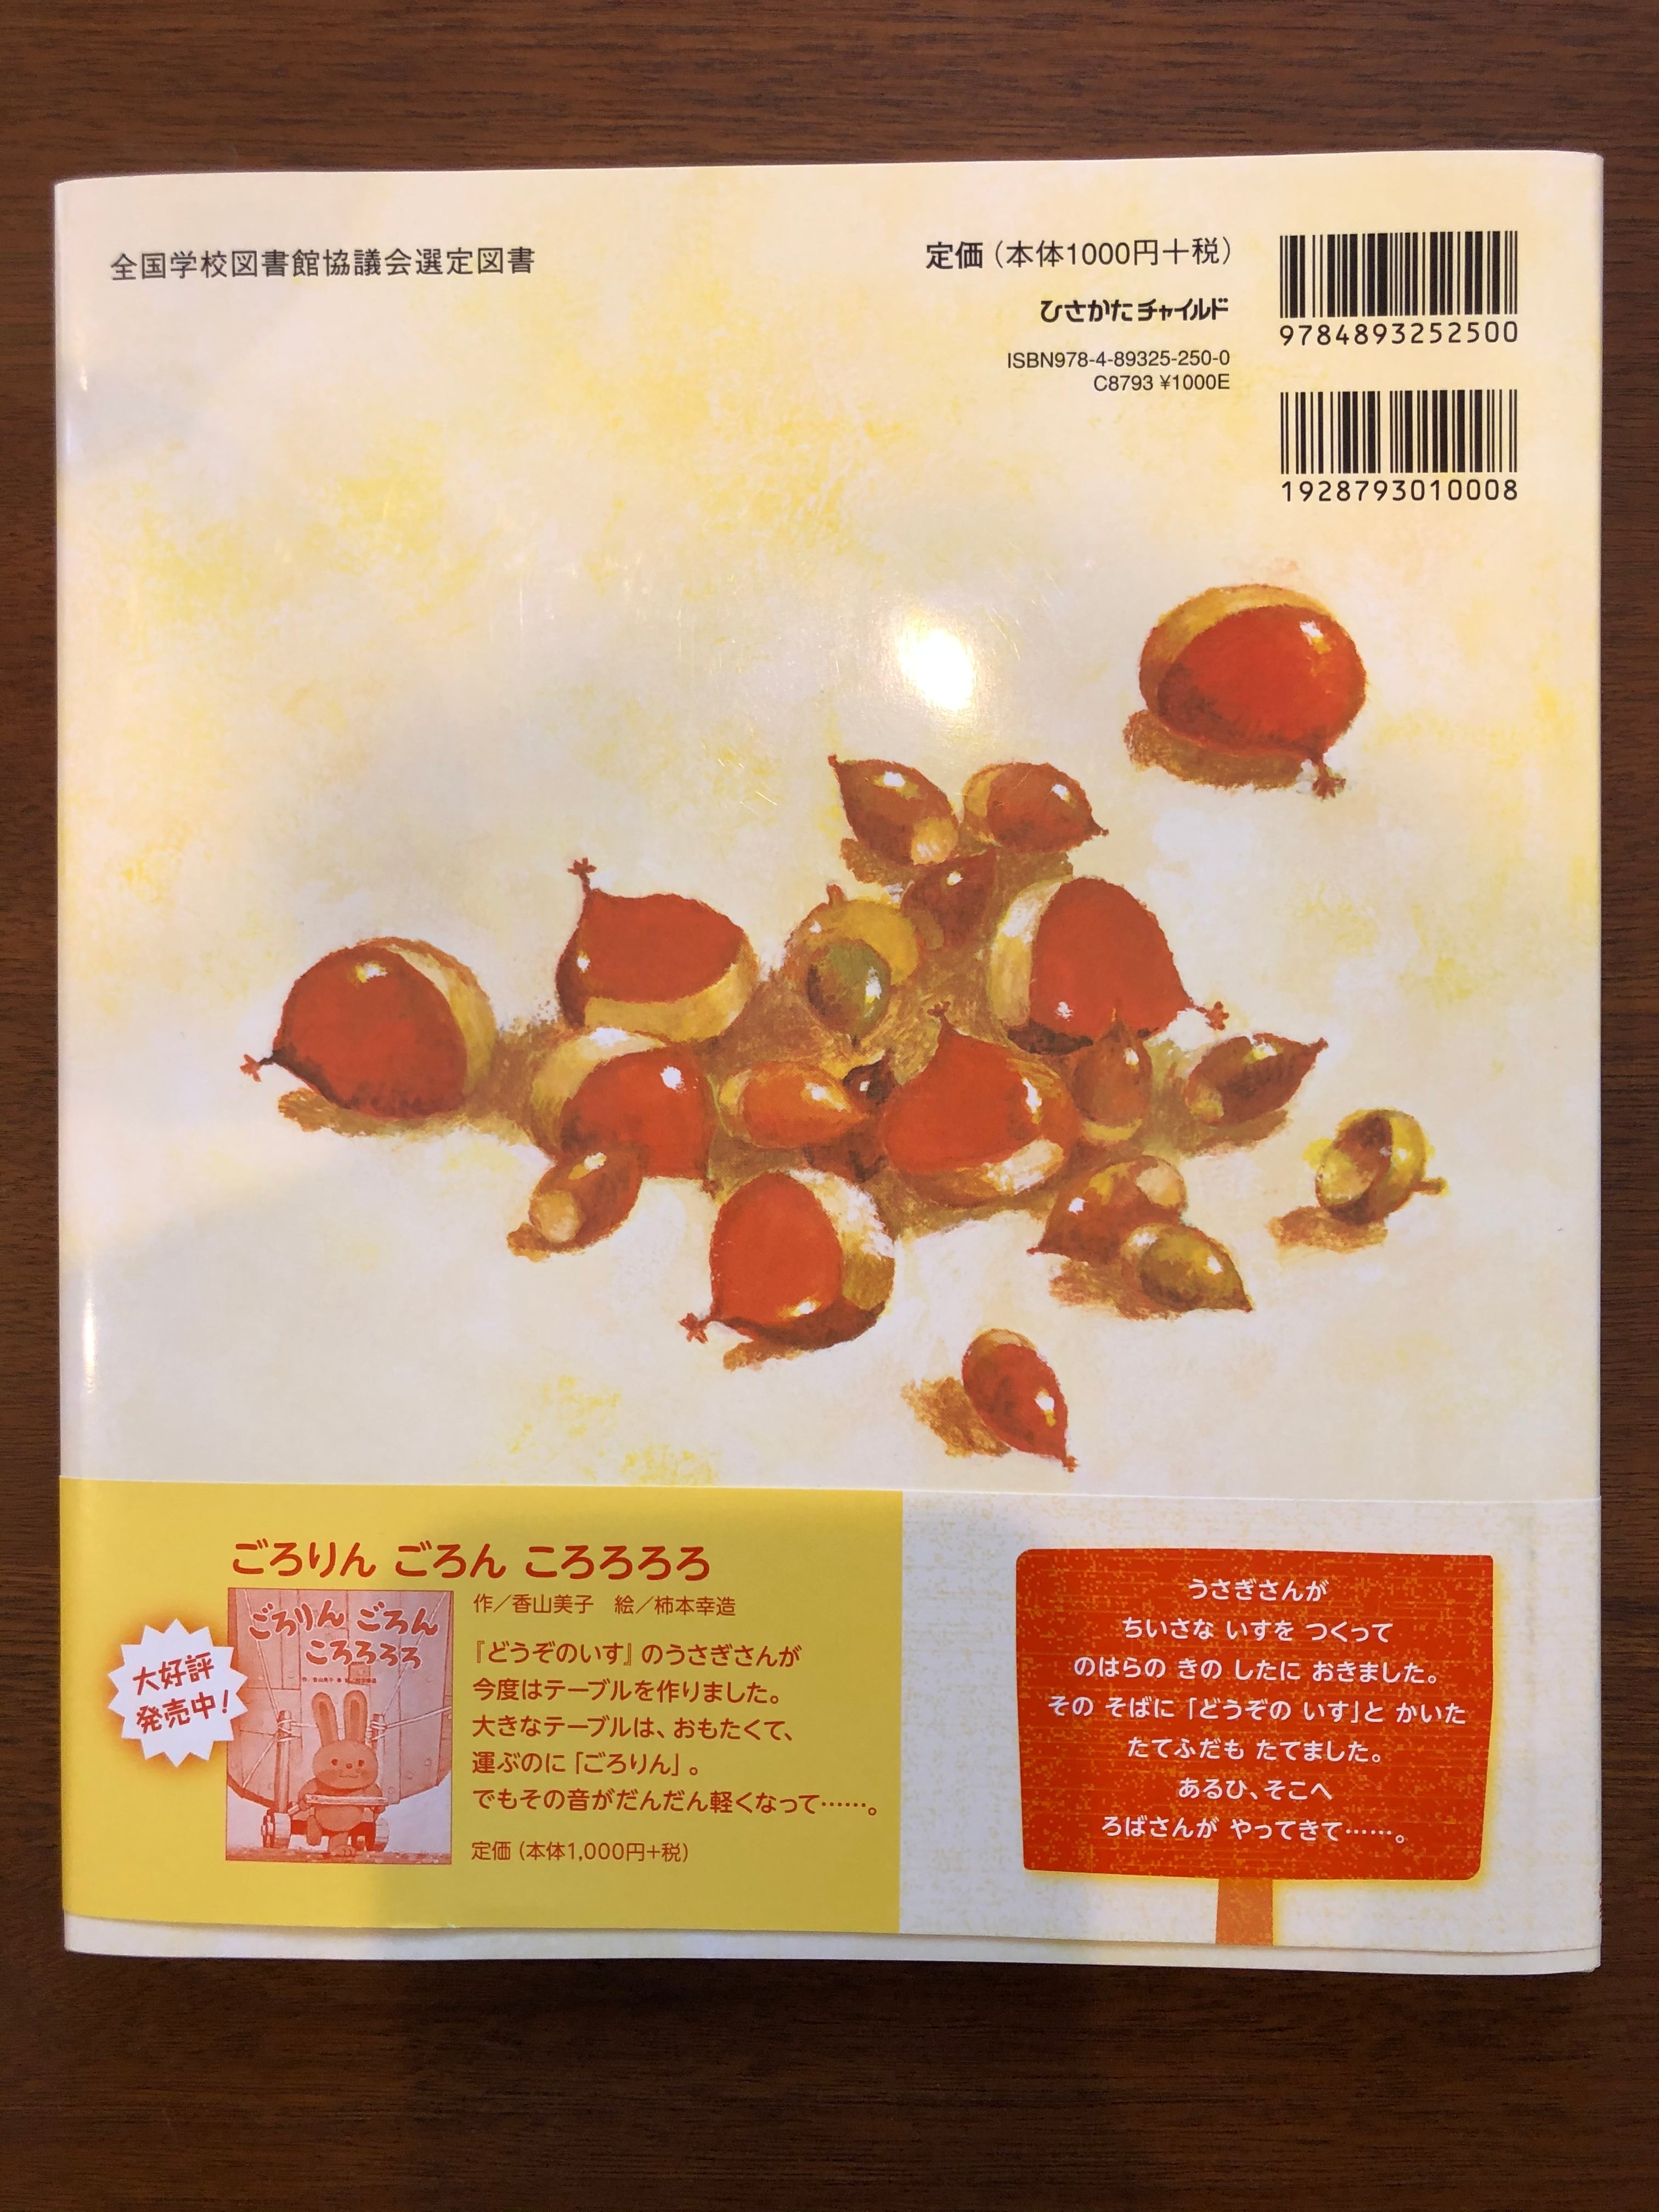 全国学校図書館協議会選定図書
定価（本体1000円＋税）
ひさかたチャイルド
ISBN978-4-89325-250-0
C8793 ¥1000E
9784893252500
1928793010008
ごろりん ごろん ころろろろ
作／香山美子　絵／柿本幸造
大好評
発売中！
ごろりん ごろん
ころろろろ
『どうぞのいす』のうさぎさんが
今度はテーブルを作りました。
大きなテーブルは、おもたくて、
運ぶのに「ごろりん」。
でもその音がだんだん軽くなって……。
定価（本体1,000円+税）
うさぎさんが
ちいさな いすを つくって
のはらの きの したに おきました。
その そばに「どうぞの いす」と かいた
たてふだも たてました。
あるひ、そこへ
ろばさんが やってきて……。